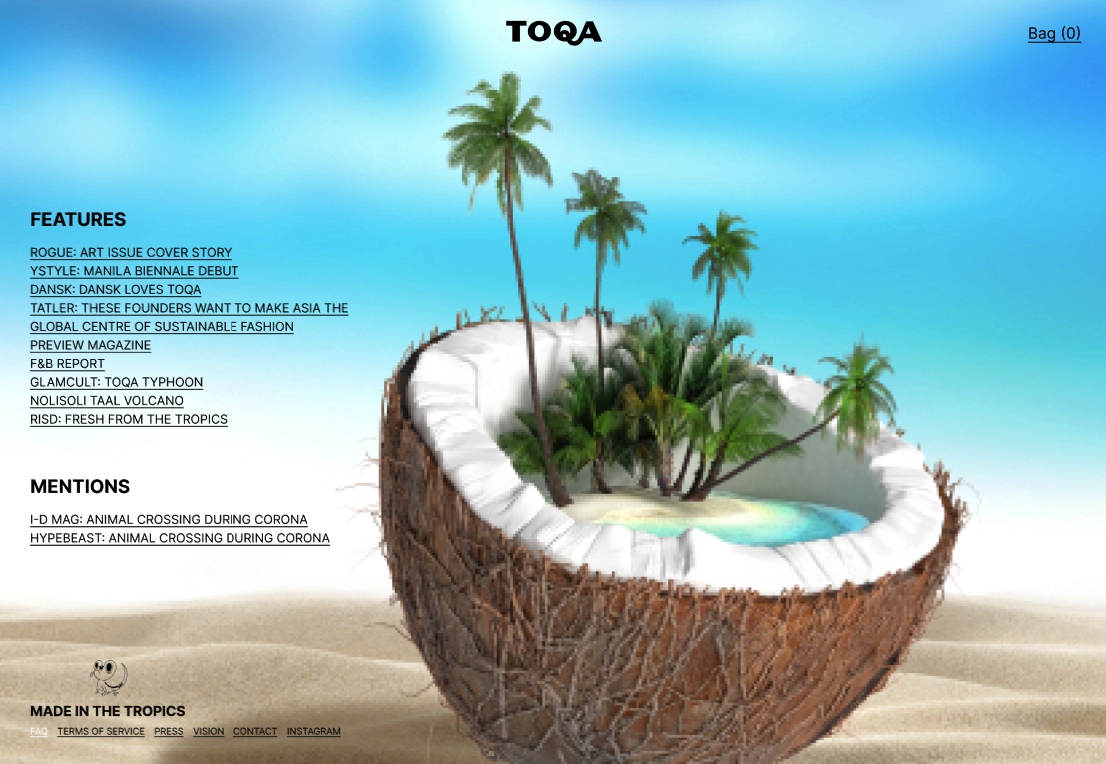 TOQA
Bag (0)
FEATURES
ROGUE: ART ISSUE COVER STORY
YSTYLE: MANILA BIENNALE DEBUT
DANSK: DANSK LOVES TOQA
TATLER: THESE FOUNDERS WANT TO MAKE ASIA THE
GLOBAL CENTRE OF SUSTAINABLE FASHION
PREVIEW MAGAZINE
F&B REPORT
GLAMCULT: TOQA TYPHOON
NOLISOLI TAAL VOLCANO
RISD: FRESH FROM THE TROPICS
MENTIONS
I-D MAG: ANIMAL CROSSING DURING CORONA
HYPEBEAST: ANIMAL CROSSING DURING CORONA
MADE IN THE TROPICS
FAQ TERMS OF SERVICE PRESS VISION CONTACT INSTAGRAM